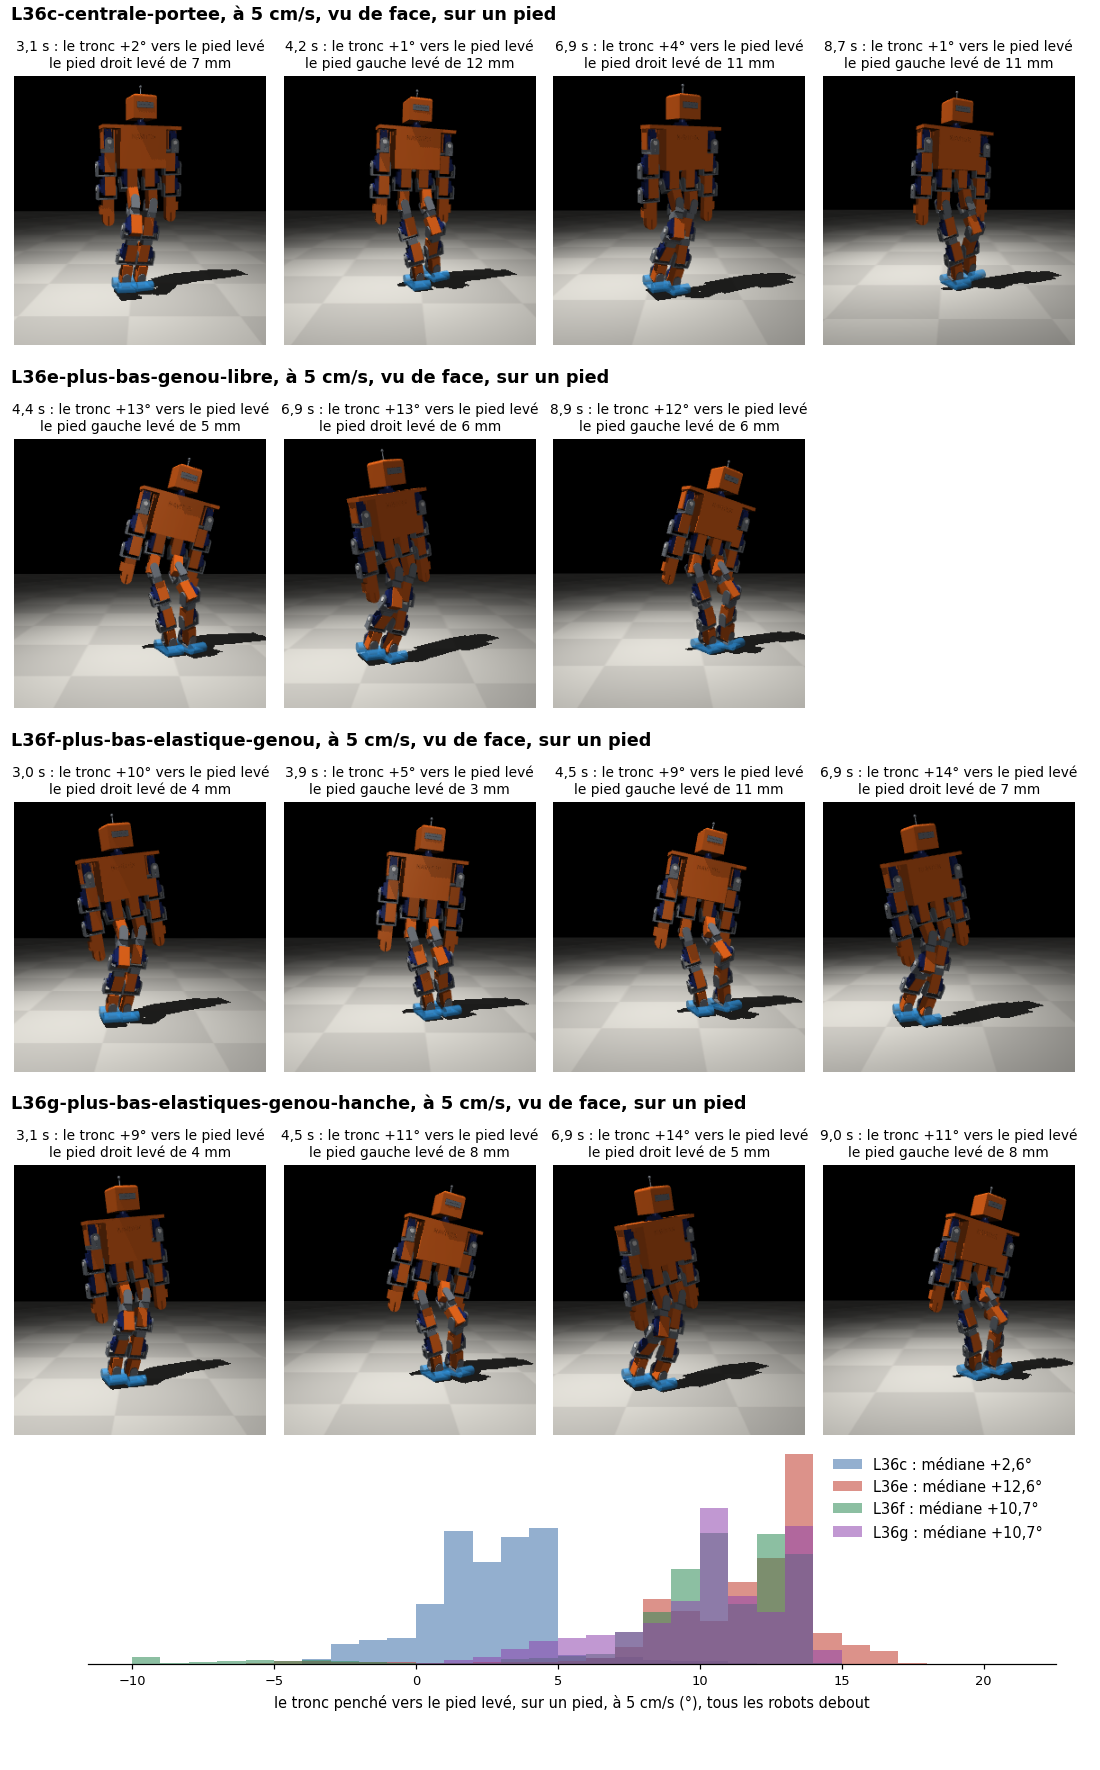 L36c-centrale-portee, à 5 cm/s, vu de face, sur un pied
3,1 s : le tronc +2° vers le pied levé
le pied droit levé de 7 mm
4,2 s : le tronc +1° vers le pied levé
le pied gauche levé de 12 mm
6,9 s : le tronc +4° vers le pied levé
le pied droit levé de 11 mm
8,7 s : le tronc +1° vers le pied levé
le pied gauche levé de 11 mm
L36e-plus-bas-genou-libre, à 5 cm/s, vu de face, sur un pied
4,4 s : le tronc +13° vers le pied levé
le pied gauche levé de 5 mm
6,9 s : le tronc +13° vers le pied levé
le pied droit levé de 6 mm
8,9 s : le tronc +12° vers le pied levé
le pied gauche levé de 6 mm
L36f-plus-bas-elastique-genou, à 5 cm/s, vu de face, sur un pied
3,0 s : le tronc +10° vers le pied levé
le pied droit levé de 4 mm
3,9 s : le tronc +5° vers le pied levé
le pied gauche levé de 3 mm
4,5 s : le tronc +9° vers le pied levé
le pied gauche levé de 11 mm
6,9 s : le tronc +14° vers le pied levé
le pied droit levé de 7 mm
L36g-plus-bas-elastiques-genou-hanche, à 5 cm/s, vu de face, sur un pied
3,1 s : le tronc +9° vers le pied levé
le pied droit levé de 4 mm
4,5 s : le tronc +11° vers le pied levé
le pied gauche levé de 8 mm
6,9 s : le tronc +14° vers le pied levé
le pied droit levé de 5 mm
9,0 s : le tronc +11° vers le pied levé
le pied gauche levé de 8 mm
L36c : médiane +2,6°
L36e : médiane +12,6°
L36f : médiane +10,7°
L36g : médiane +10,7°
−10 −5 0 5 10 15 20
le tronc penché vers le pied levé, sur un pied, à 5 cm/s (°), tous les robots debout